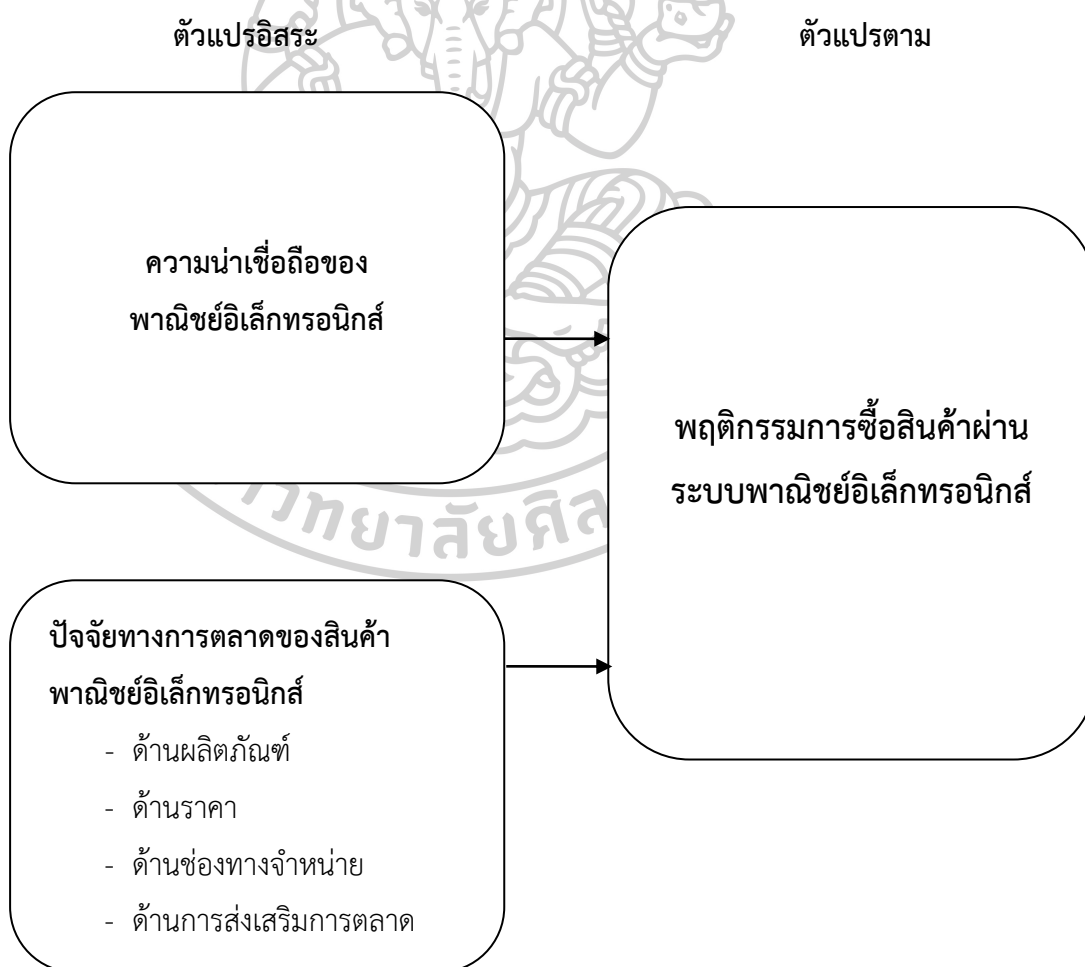 ตัวแปรอิสระ
ตัวแปรตาม
ความน่าเชื่อถือของ
พาณิชย์อิเล็กทรอนิกส์
พฤติกรรมการซื้อสินค้าผ่าน
ระบบพาณิชย์อิเล็กทรอนิกส์
ปัจจัยทางการตลาดของสินค้า
พาณิชย์อิเล็กทรอนิกส์
- ด้านผลิตภัณฑ์
- ด้านราคา
- ด้านช่องทางจำหน่าย
- ด้านการส่งเสริมการตลาด